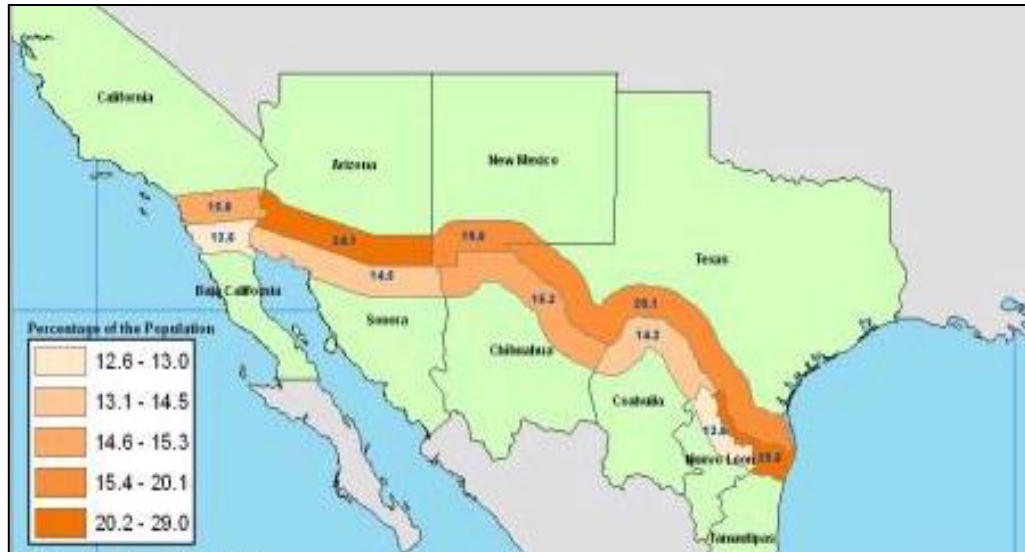 California
Arizona
New Mexico
Texas
12.6
14.5
15.2
20.1
14.2
Baja California
Sonora
Chihuahua
Coahuila
Nuevo Leon
Tamaulipas
Percentage of the Population
12.6 - 13.0
13.1 - 14.5
14.6 - 15.3
15.4 - 20.1
20.2 - 29.0